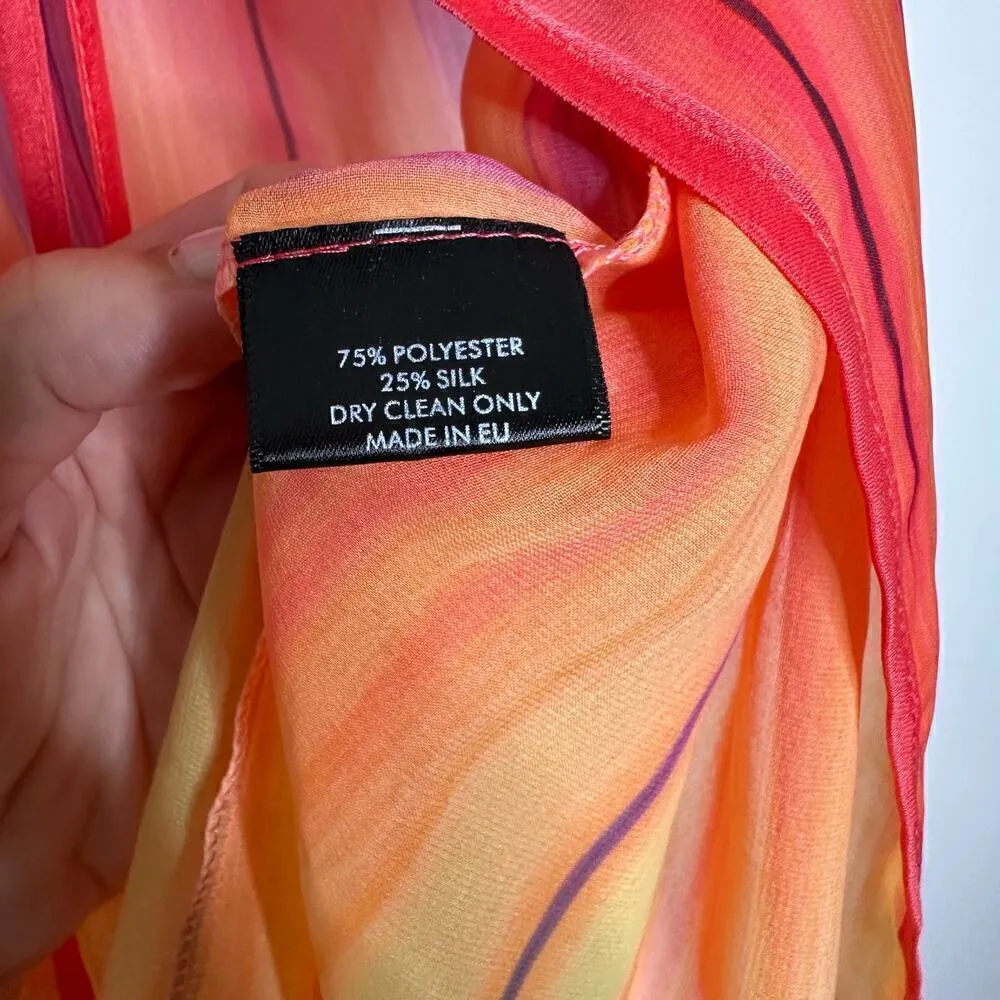 75% POLYESTER
25% SILK
DRY CLEAN ONLY
MADE IN EU